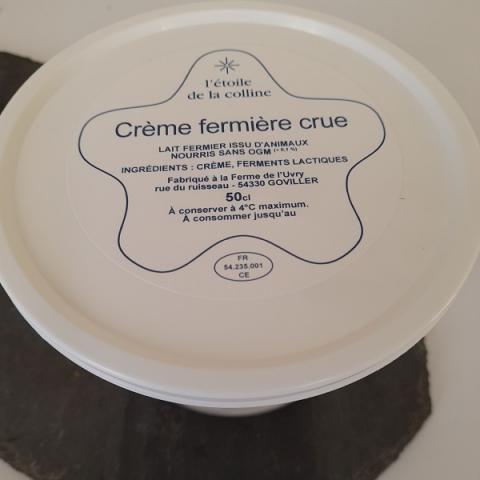 l'étoile
de la colline
Crème fermière crue
LAIT FERMIER ISSU D'ANIMAUX
NOURRIS SANS OGM (< 0.1 %)
INGRÉDIENTS : CRÈME, FERMENTS LACTIQUES
Fabriqué à la Ferme de l'Uvry
rue du ruisseau - 54330 GOVILLER
50cl
À conserver à 4°C maximum.
À consommer jusqu'au
FR
54.235.001
CE